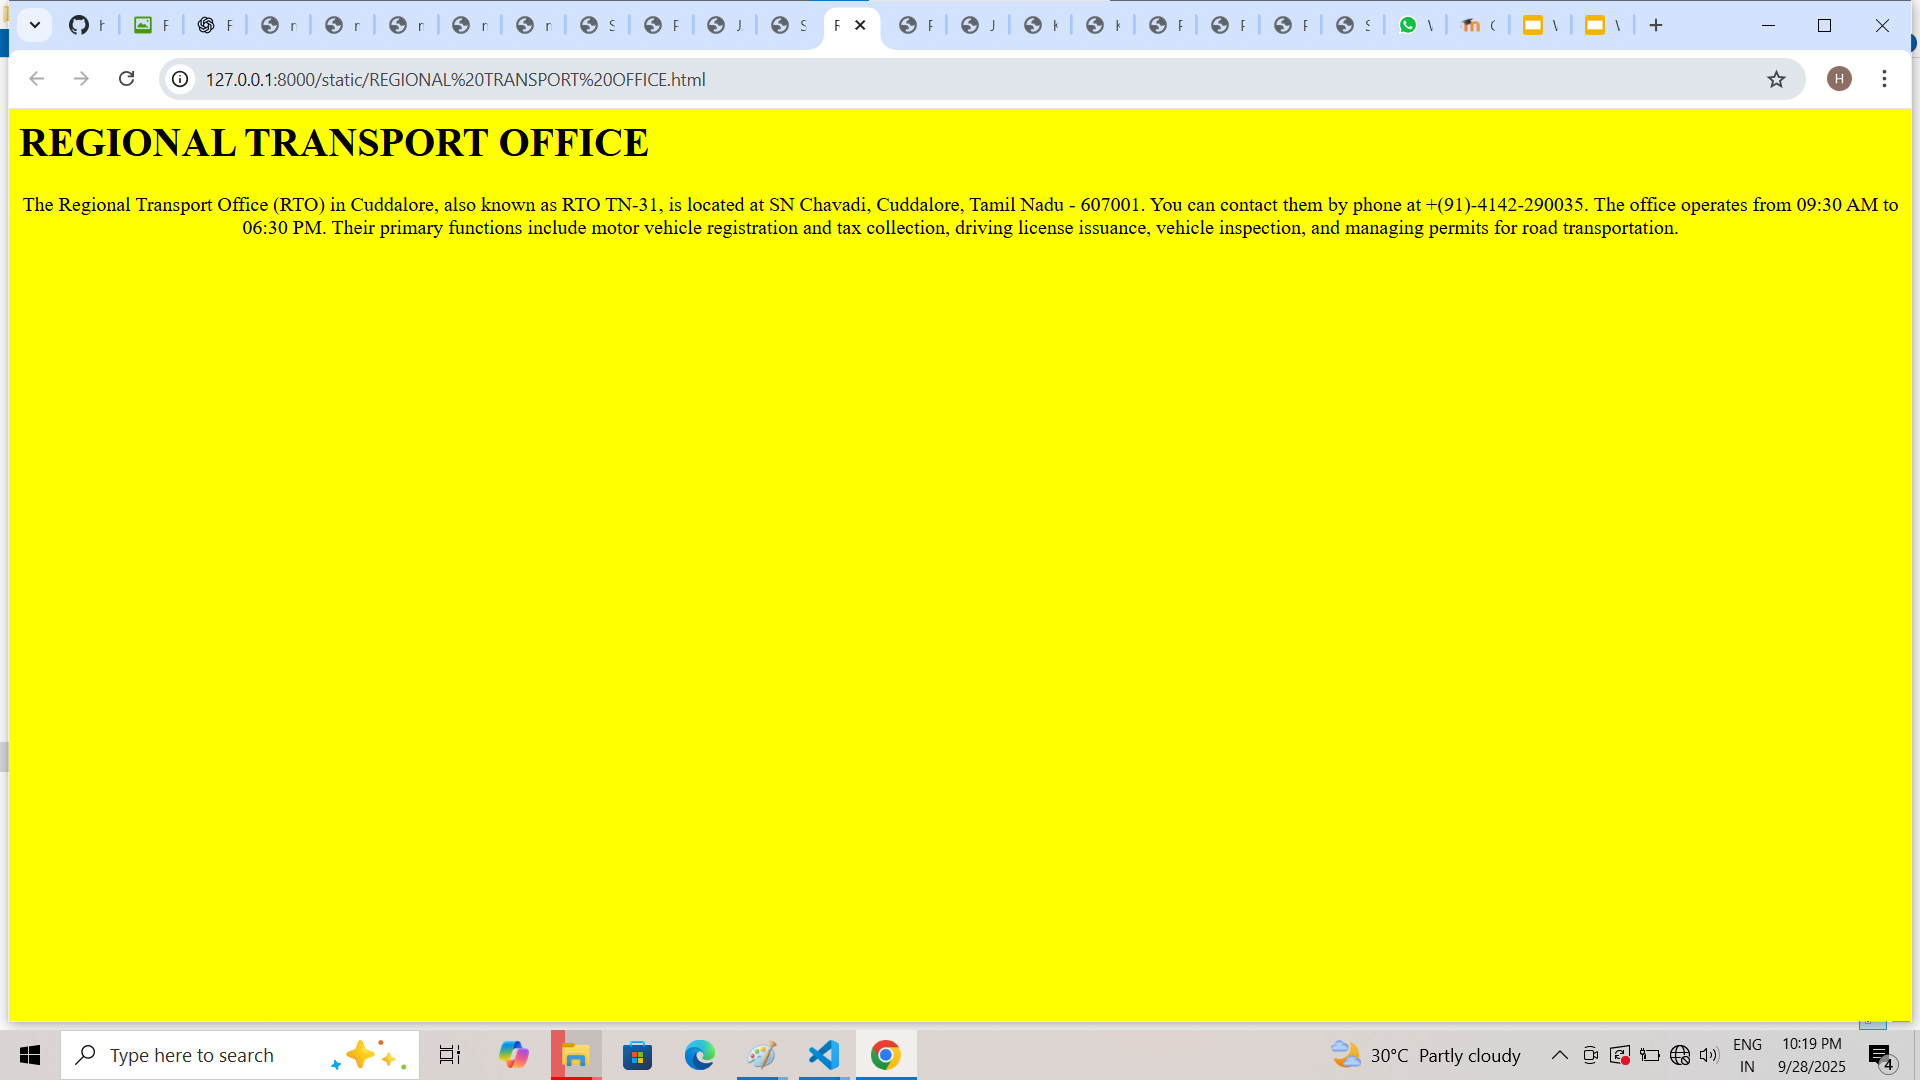 127.0.0.1:8000/static/REGIONAL%20TRANSPORT%20OFFICE.html
H
REGIONAL TRANSPORT OFFICE
The Regional Transport Office (RTO) in Cuddalore, also known as RTO TN-31, is located at SN Chavadi, Cuddalore, Tamil Nadu - 607001. You can contact them by phone at +(91)-4142-290035. The office operates from 09:30 AM to
06:30 PM. Their primary functions include motor vehicle registration and tax collection, driving license issuance, vehicle inspection, and managing permits for road transportation.
Type here to search
30°C Partly cloudy
ENG
IN
10:19 PM
9/28/2025
4